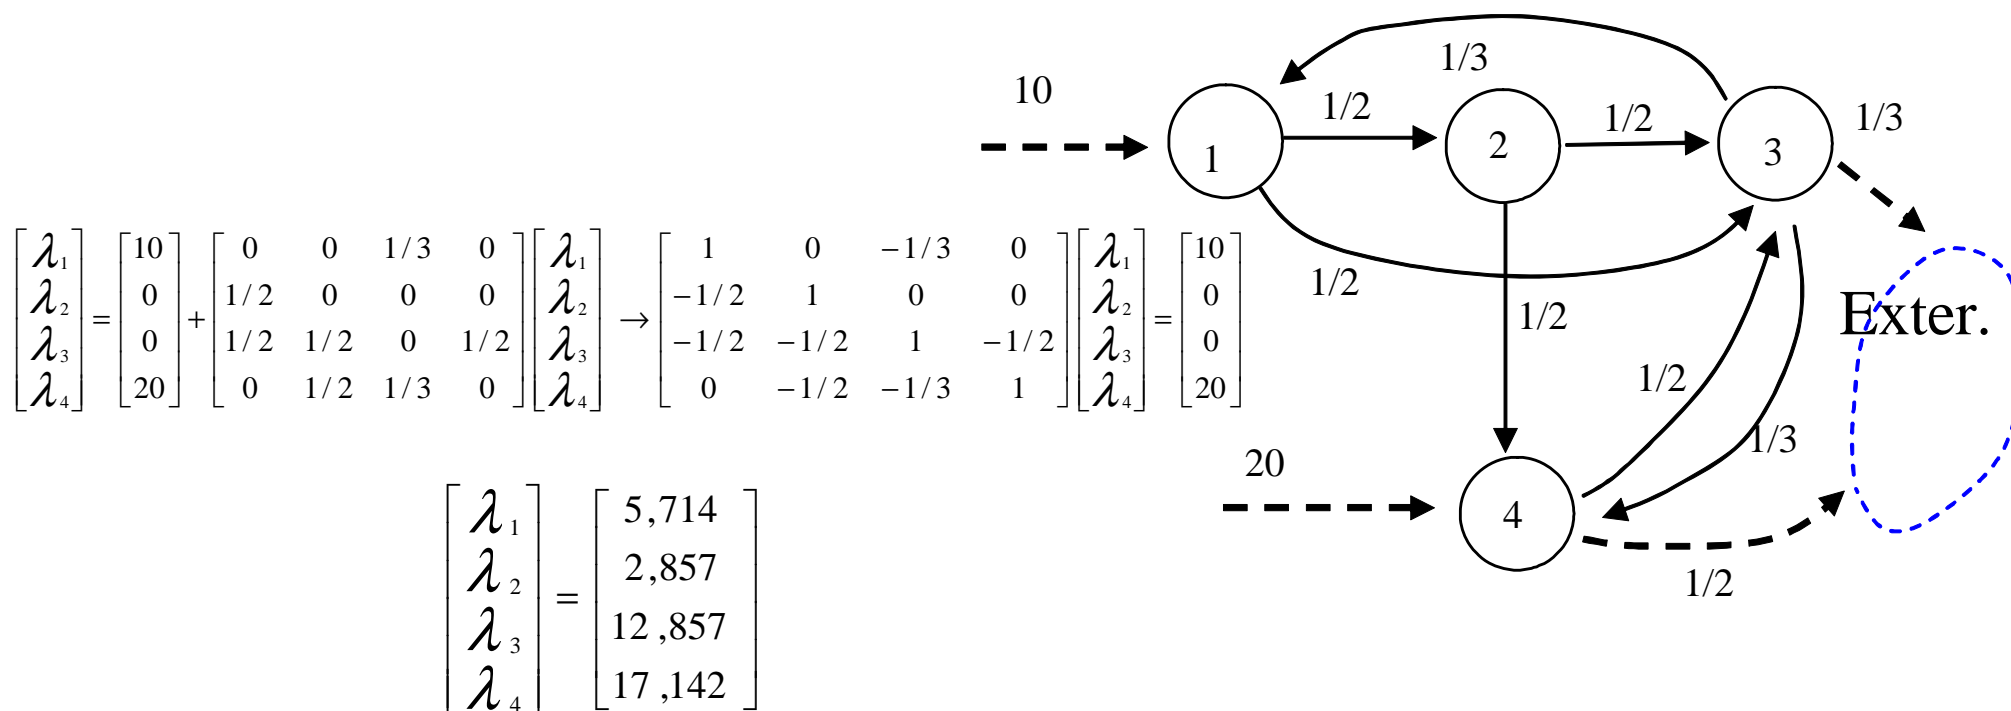 λ1 10 0 0 1/3 0 λ1 1 0 −1/3 0 λ1 10
λ2 = 0 + 1/2 0 0 0 λ2 → −1/2 1 0 0 λ2 = 0
λ3 0 1/2 1/2 0 1/2 λ3 −1/2 −1/2 1 −1/2 λ3 0
λ4 20 0 1/2 1/3 0 λ4 0 −1/2 −1/3 1 λ4 20
λ1 5,714
λ2 2,857
=
λ3 12 ,857
λ4 17 ,142
10
1/3
1/2
1/2
1/3
1
2
3
1/2
1/2
Exter.
1/2
1/3
20
4
1/2